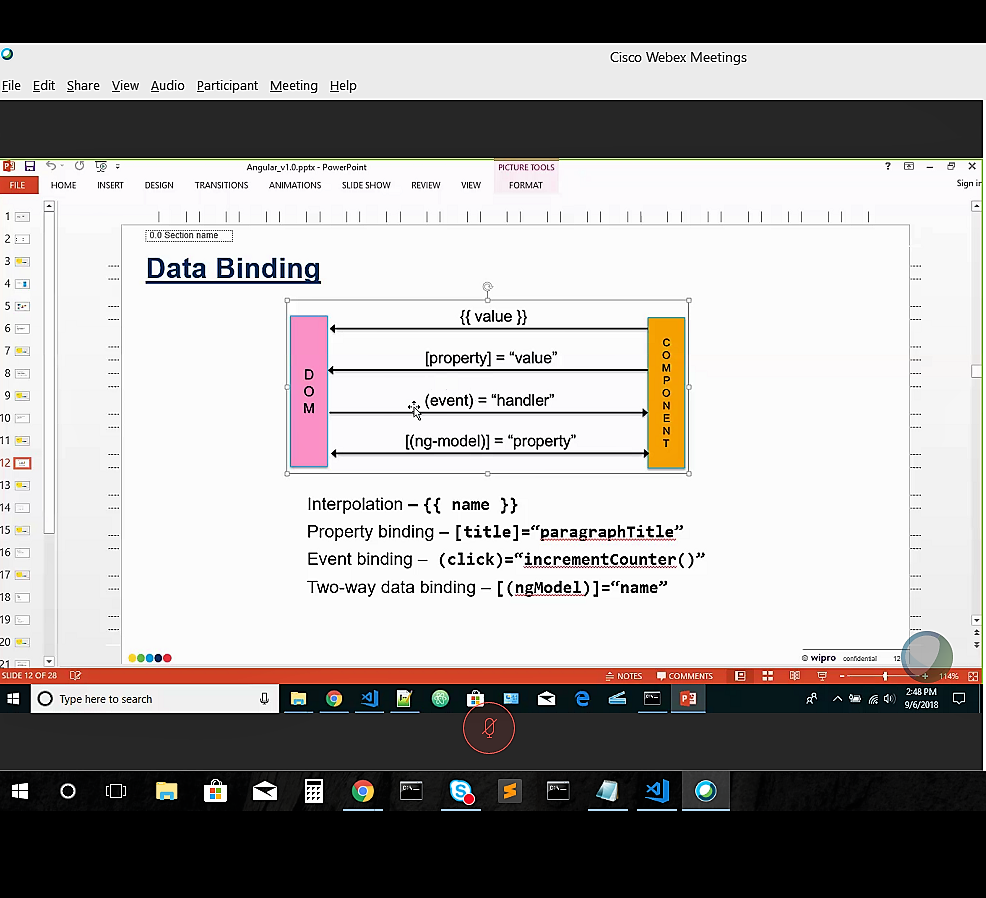 Cisco Webex Meetings
File Edit Share View Audio Participant Meeting Help
Angular_v1.0.pptx - PowerPoint
PICTURE TOOLS
?
FILE HOME INSERT DESIGN TRANSITIONS ANIMATIONS SLIDE SHOW REVIEW VIEW FORMAT
Sign in
1
2
3
4
5
6
7
8
9
10
11
12
13
14
15
16
17
18
19
20
21
0.0 Section name
Data Binding
{{ value }}
[property] = “value”
(event) = “handler”
[(ng-model)] = “property”
DOM
COMPONENT
Interpolation – {{ name }}
Property binding – [title]=“paragraphTitle”
Event binding – (click)=“incrementCounter()”
Two-way data binding – [(ngModel)]=“name”
© wipro confidential 12
SLIDE 12 OF 28
NOTES COMMENTS
114%
Type here to search
2:48 PM
9/6/2018